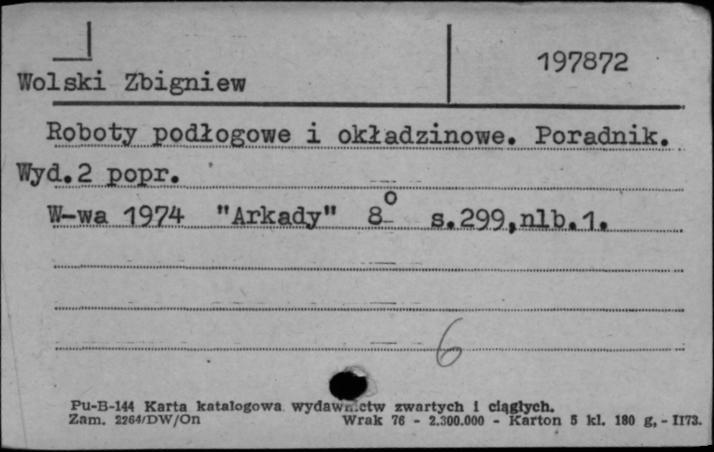 197872
Wolski Zbigniew
Roboty podłogowe i okładzinowe. Poradnik.
Wyd.2 popr.
W-wa 1974 "Arkady" 8° s.299,nlb.1.
6
Pu-B-144 Karta katalogowa wydawnictw zwartych i ciągłych.
Zam. 2264/DW/On Wrak 76 - 2.300.000 - Karton 5 kl. 180 g, - II73.